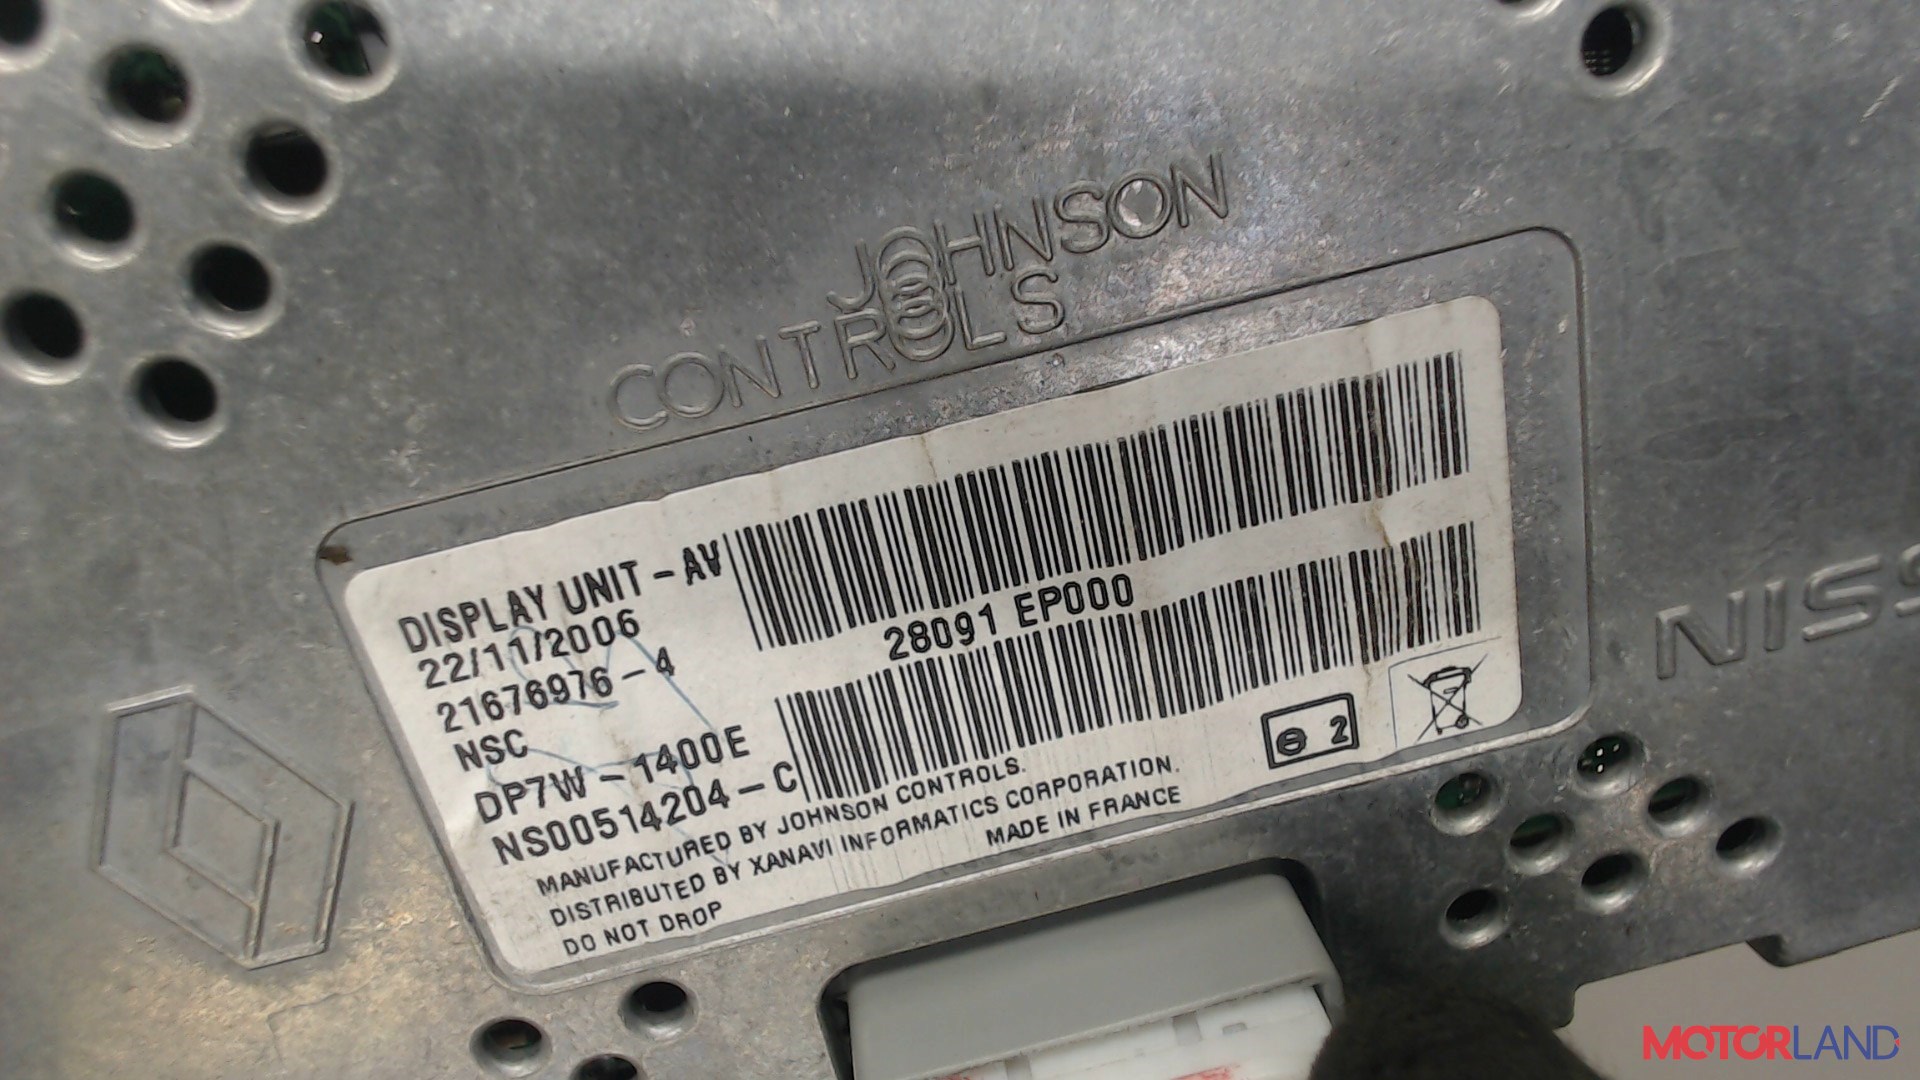 JOHNSON
CONTROLS
DISPLAY UNIT - AV
22/11/2006
21676976 - 4
NSC
DP7W - 1400E
NS00514204 - C
28091 EP000
MANUFACTURED BY JOHNSON CONTROLS.
DISTRIBUTED BY XANAVI INFORMATICS CORPORATION.
DO NOT DROP
MADE IN FRANCE
2
NISS
MOTORLAND